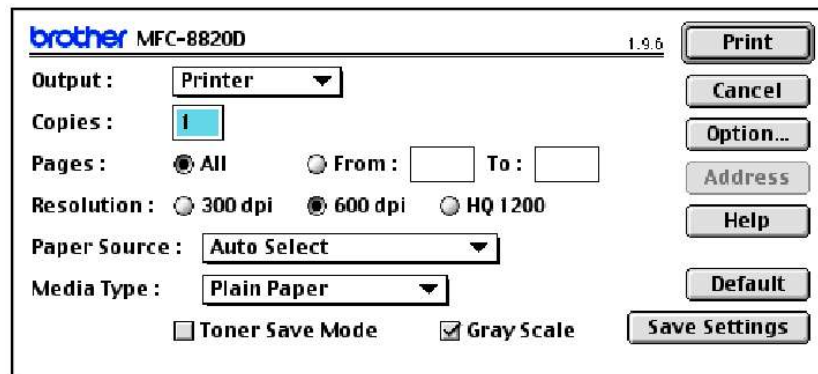 brother MFC-8820D 1.9.6 Print
Output : Printer Cancel
Copies : 1 Option...
Pages : All From : To : Address
Resolution : 300 dpi 600 dpi HQ 1200 Help
Paper Source : Auto Select
Media Type : Plain Paper Default
Toner Save Mode Gray Scale Save Settings